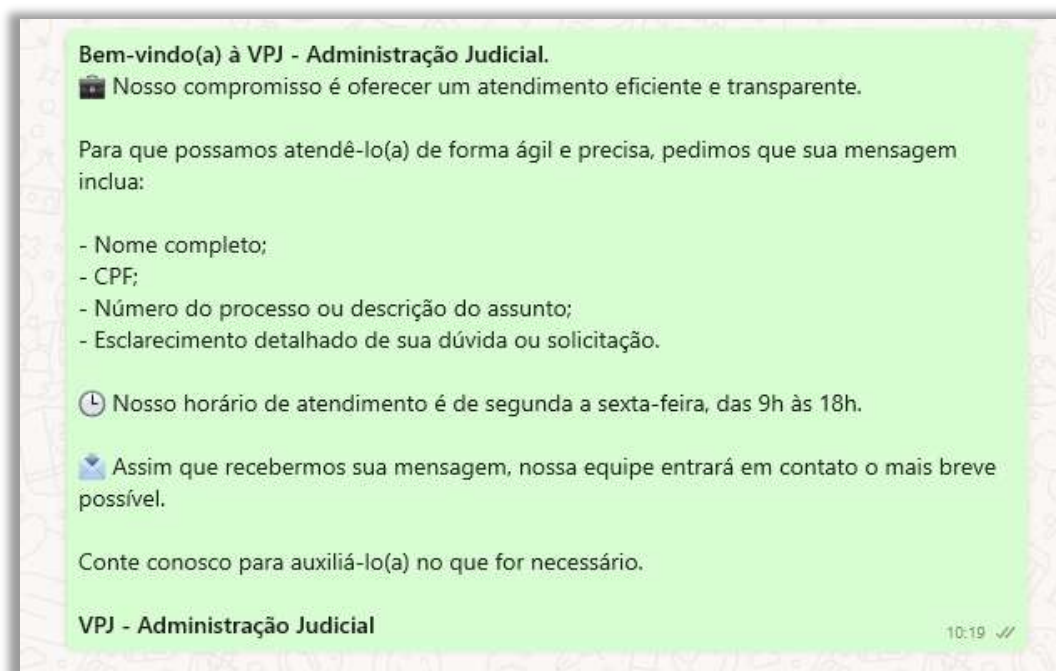 Bem-vindo(a) à VPJ - Administração Judicial.
💼 Nosso compromisso é oferecer um atendimento eficiente e transparente.
Para que possamos atendê-lo(a) de forma ágil e precisa, pedimos que sua mensagem
inclua:
- Nome completo;
- CPF;
- Número do processo ou descrição do assunto;
- Esclarecimento detalhado de sua dúvida ou solicitação.
🕒 Nosso horário de atendimento é de segunda a sexta-feira, das 9h às 18h.
📩 Assim que recebermos sua mensagem, nossa equipe entrará em contato o mais breve
possível.
Conte conosco para auxiliá-lo(a) no que for necessário.
VPJ - Administração Judicial
10:19